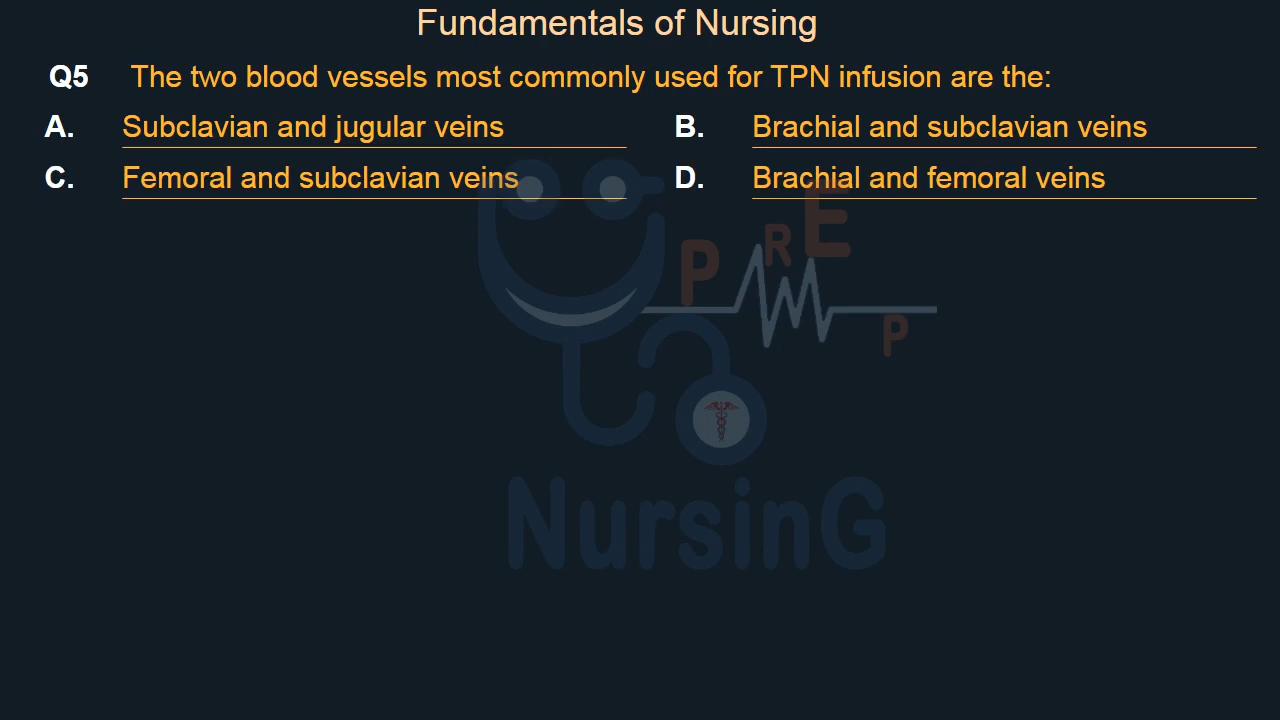 Fundamentals of Nursing
Q5 The two blood vessels most commonly used for TPN infusion are the:
A. Subclavian and jugular veins B. Brachial and subclavian veins
C. Femoral and subclavian veins D. Brachial and femoral veins
PREP
NursinG